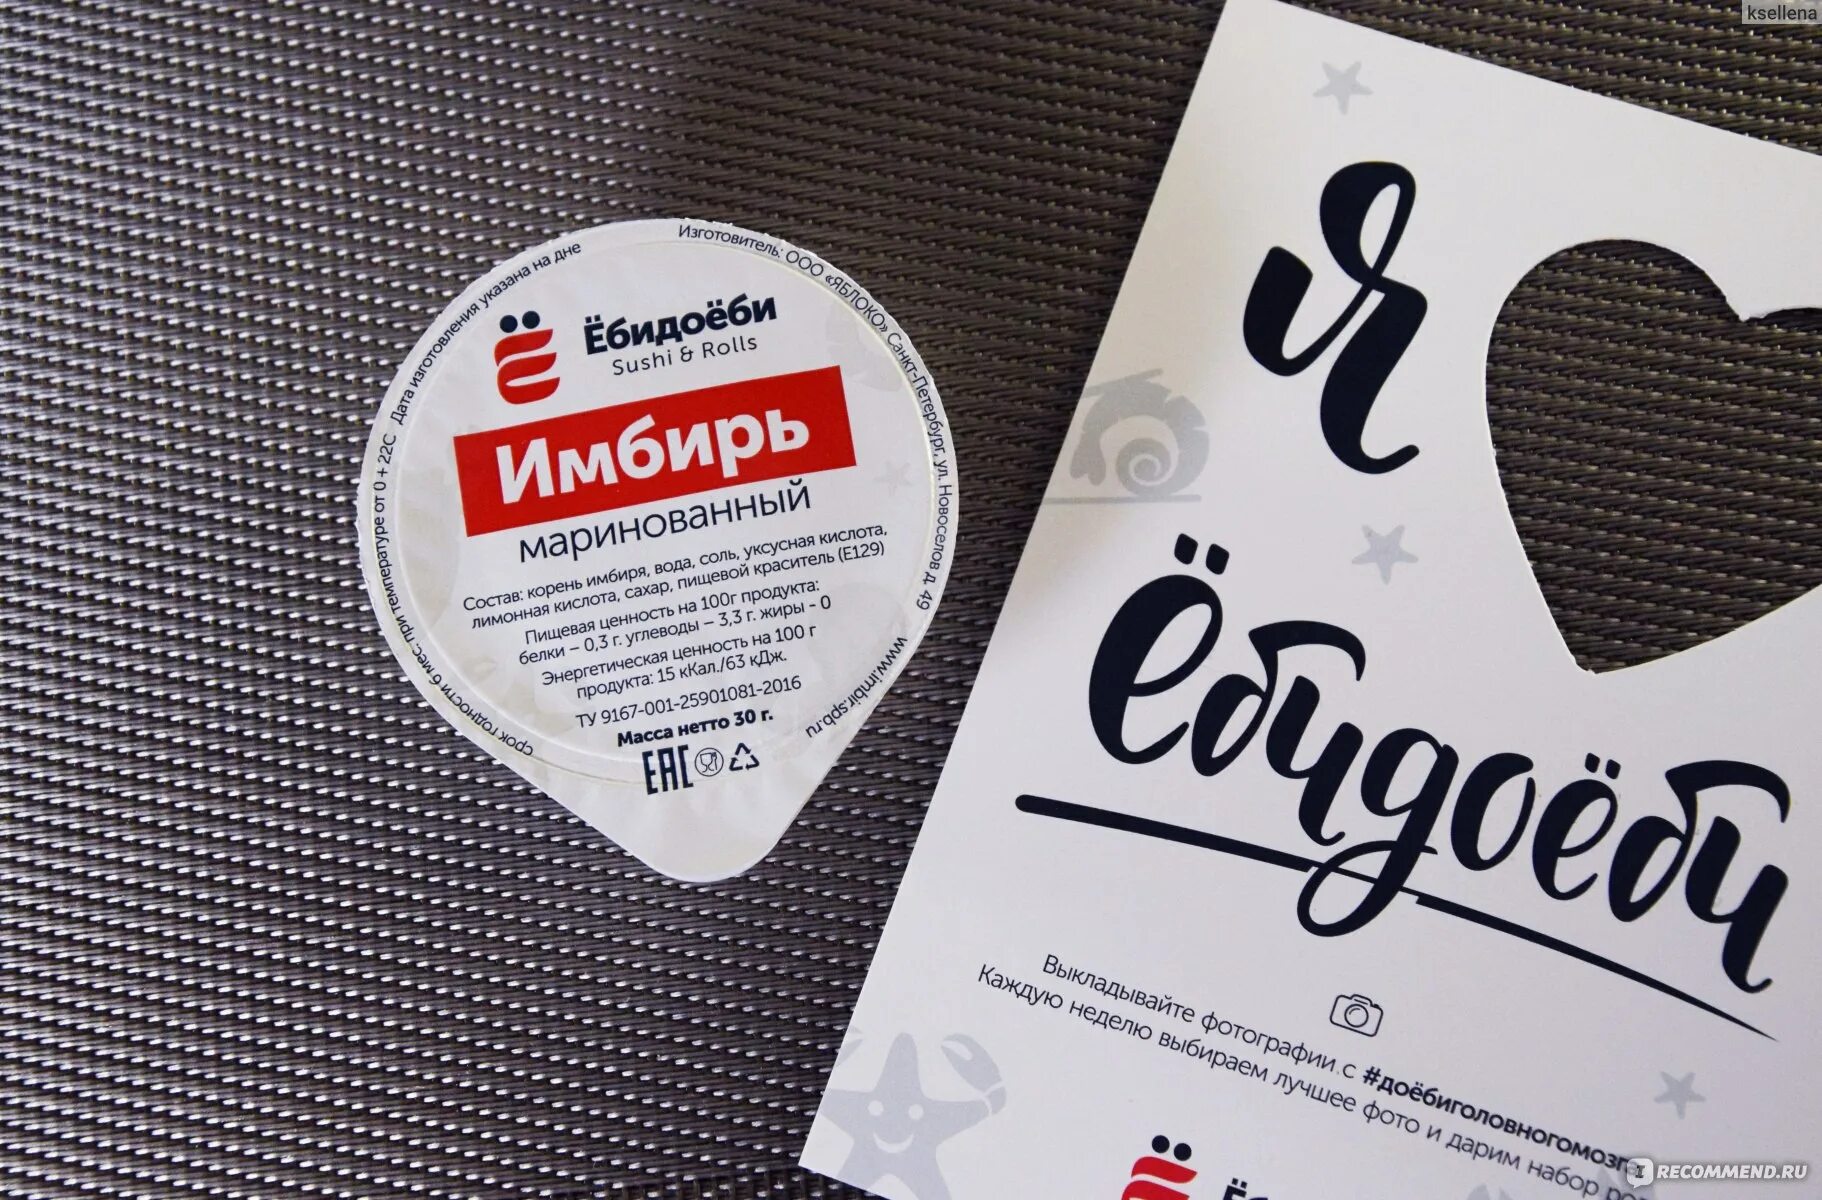 ksellena
Дата изготовления указана на дне
Изготовитель: ООО «ЯБЛОКО» Санкт-Петербург, ул. Новоселов д. 49
www.imbir.spb.ru
срок годности 6 мес. при температуре от 0 + 22С
Ёбидоёби
Sushi & Rolls
Имбирь
маринованный
Состав: корень имбиря, вода, соль, уксусная кислота,
лимонная кислота, сахар, пищевой краситель (Е129)
Пищевая ценность на 100г продукта:
белки – 0,3 г. углеводы – 3,3 г. жиры - 0
Энергетическая ценность на 100 г
продукта: 15 кКал./63 кДж.
ТУ 9167-001-25901081-2016
Масса нетто 30 г.
ЕАС
я
ёбидоёби
Выкладывайте фотографии с #доёбиголовногомозга
Каждую неделю выбираем лучшее фото и дарим набор
IRECOMMEND.RU